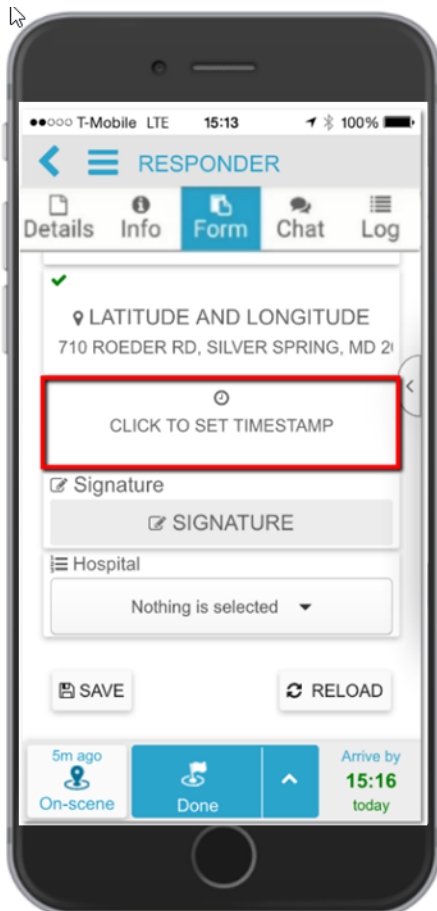 T-Mobile LTE 15:13 100%
RESPONDER
Details Info Form Chat Log
LATITUDE AND LONGITUDE
710 ROEDER RD, SILVER SPRING, MD 2
CLICK TO SET TIMESTAMP
Signature
SIGNATURE
Hospital
Nothing is selected
SAVE RELOAD
5m ago
On-scene
Done
Arrive by
15:16
today